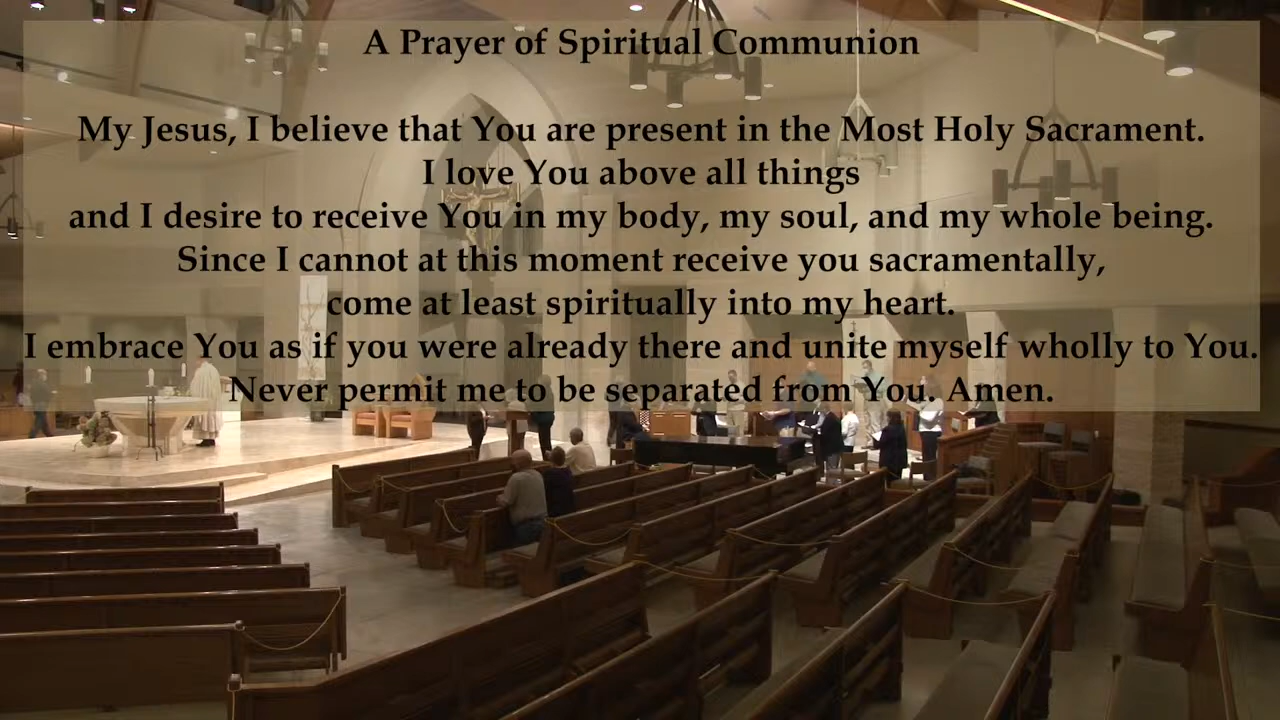 A Prayer of Spiritual Communion
My Jesus, I believe that You are present in the Most Holy Sacrament.
I love You above all things
and I desire to receive You in my body, my soul, and my whole being.
Since I cannot at this moment receive you sacramentally,
come at least spiritually into my heart.
I embrace You as if you were already there and unite myself wholly to You.
Never permit me to be separated from You. Amen.